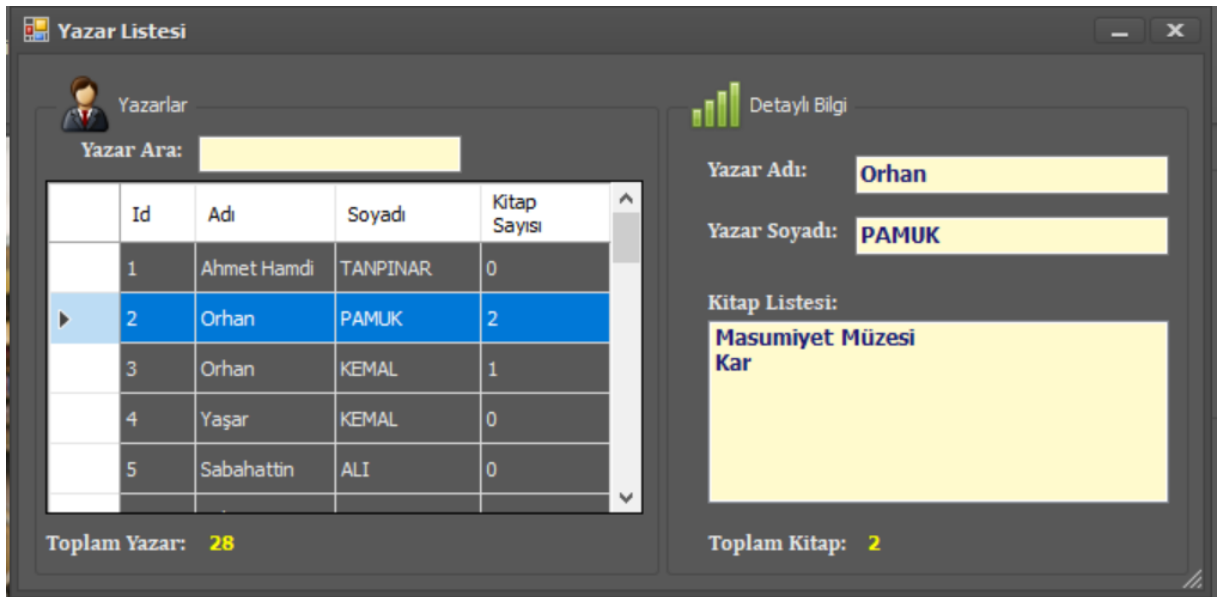 Yazar Listesi
Yazarlar
Yazar Ara:
Id Adı Soyadı Kitap Sayısı
1 Ahmet Hamdi TANPINAR 0
2 Orhan PAMUK 2
3 Orhan KEMAL 1
4 Yaşar KEMAL 0
5 Sabahattin ALI 0
Toplam Yazar: 28
Detaylı Bilgi
Yazar Adı: Orhan
Yazar Soyadı: PAMUK
Kitap Listesi:
Masumiyet Müzesi
Kar
Toplam Kitap: 2